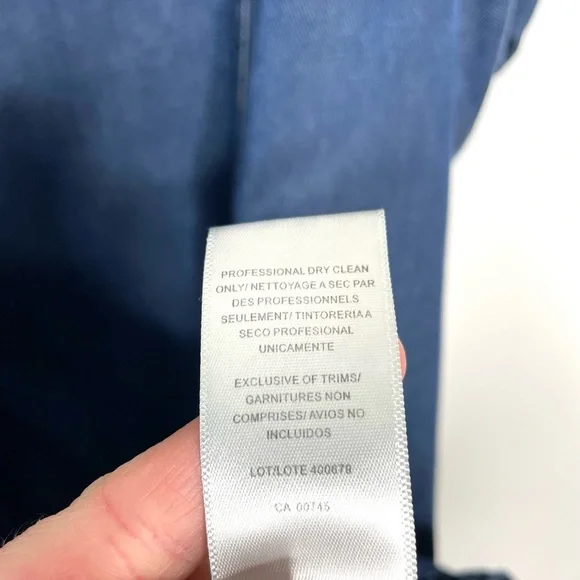 PROFESSIONAL DRY CLEAN
ONLY/ NETTOYAGE A SEC PAR
DES PROFESSIONNELS
SEULEMENT/ TINTORERIA A
SECO PROFESIONAL
UNICAMENTE
EXCLUSIVE OF TRIMS/
GARNITURES NON
COMPRISES/ AVIOS NO
INCLUIDOS
LOT/LOTE 400679
CA 00745